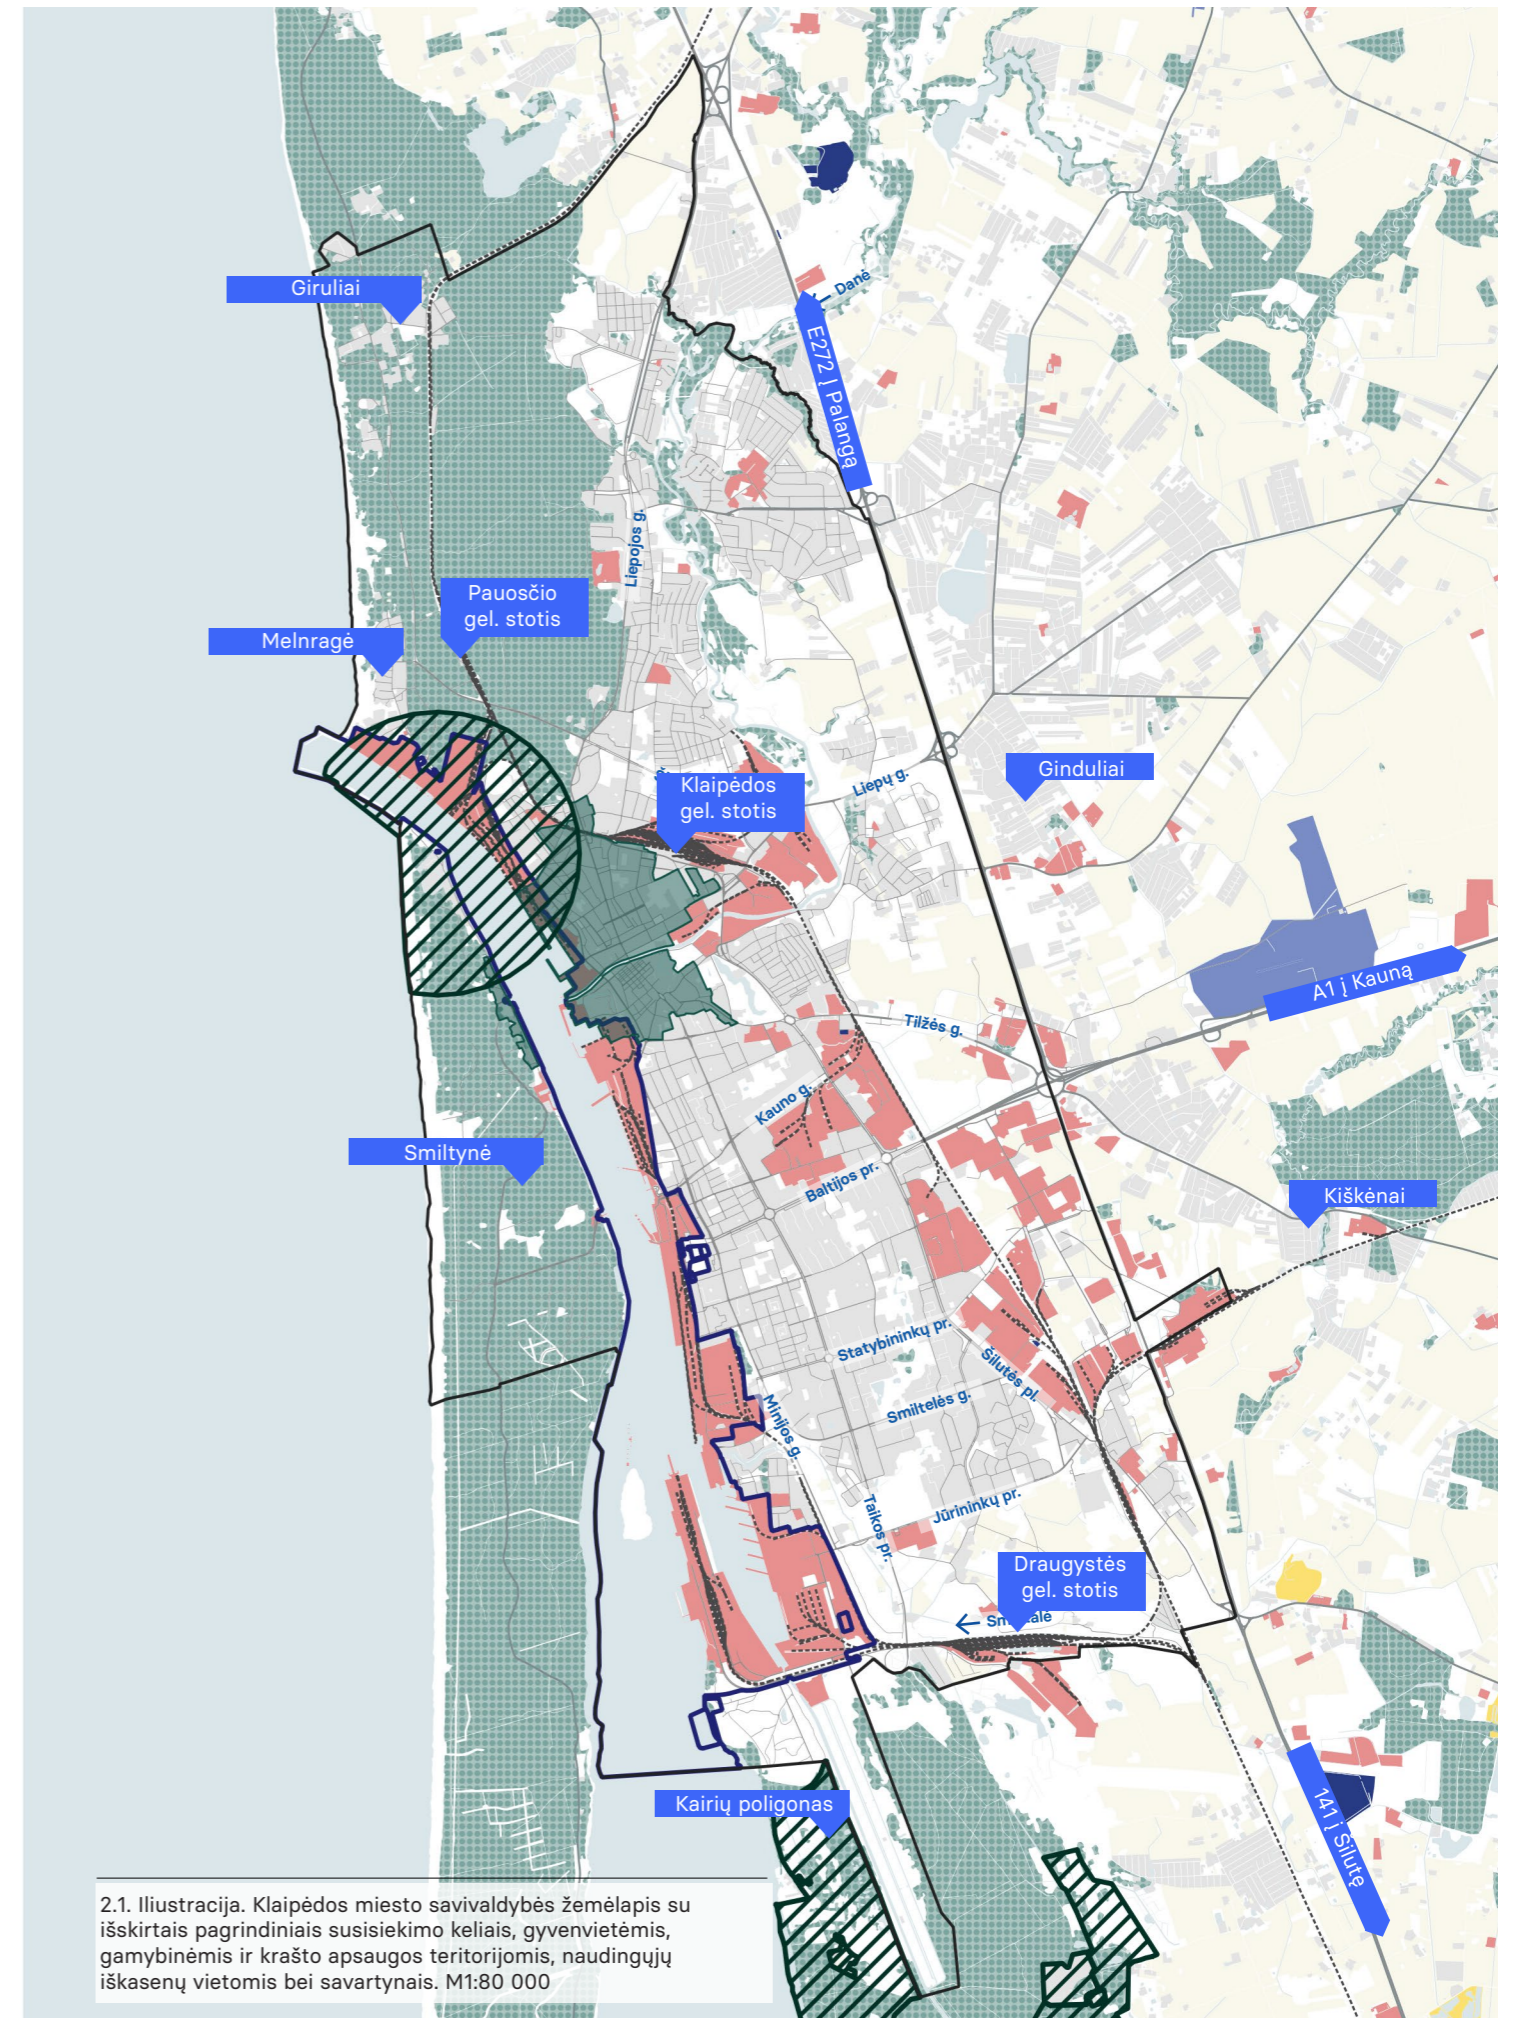 Danė
Giruliai
E272 į Palangą
Liepojos g.
Pauosčio
gel. stotis
Melnragė
Ginduliai
Liepų g.
Klaipėdos
gel. stotis
A1 į Kauną
Tilžės g.
Kauno g.
Smiltynė
Baltijos pr.
Kiškėnai
Statybininkų pr.
Šilutės pl.
Smiltelės g.
Minijos g.
Taikos pr.
Jūrininkų pr.
Draugystės
gel. stotis
Kairių poligonas
141 į Šilutę
2.1. Iliustracija. Klaipėdos miesto savivaldybės žemėlapis su
išskirtais pagrindiniais susisiekimo keliais, gyvenvietėmis,
gamybinėmis ir krašto apsaugos teritorijomis, naudingųjų
iškasenų vietomis bei savartynais. M1:80 000